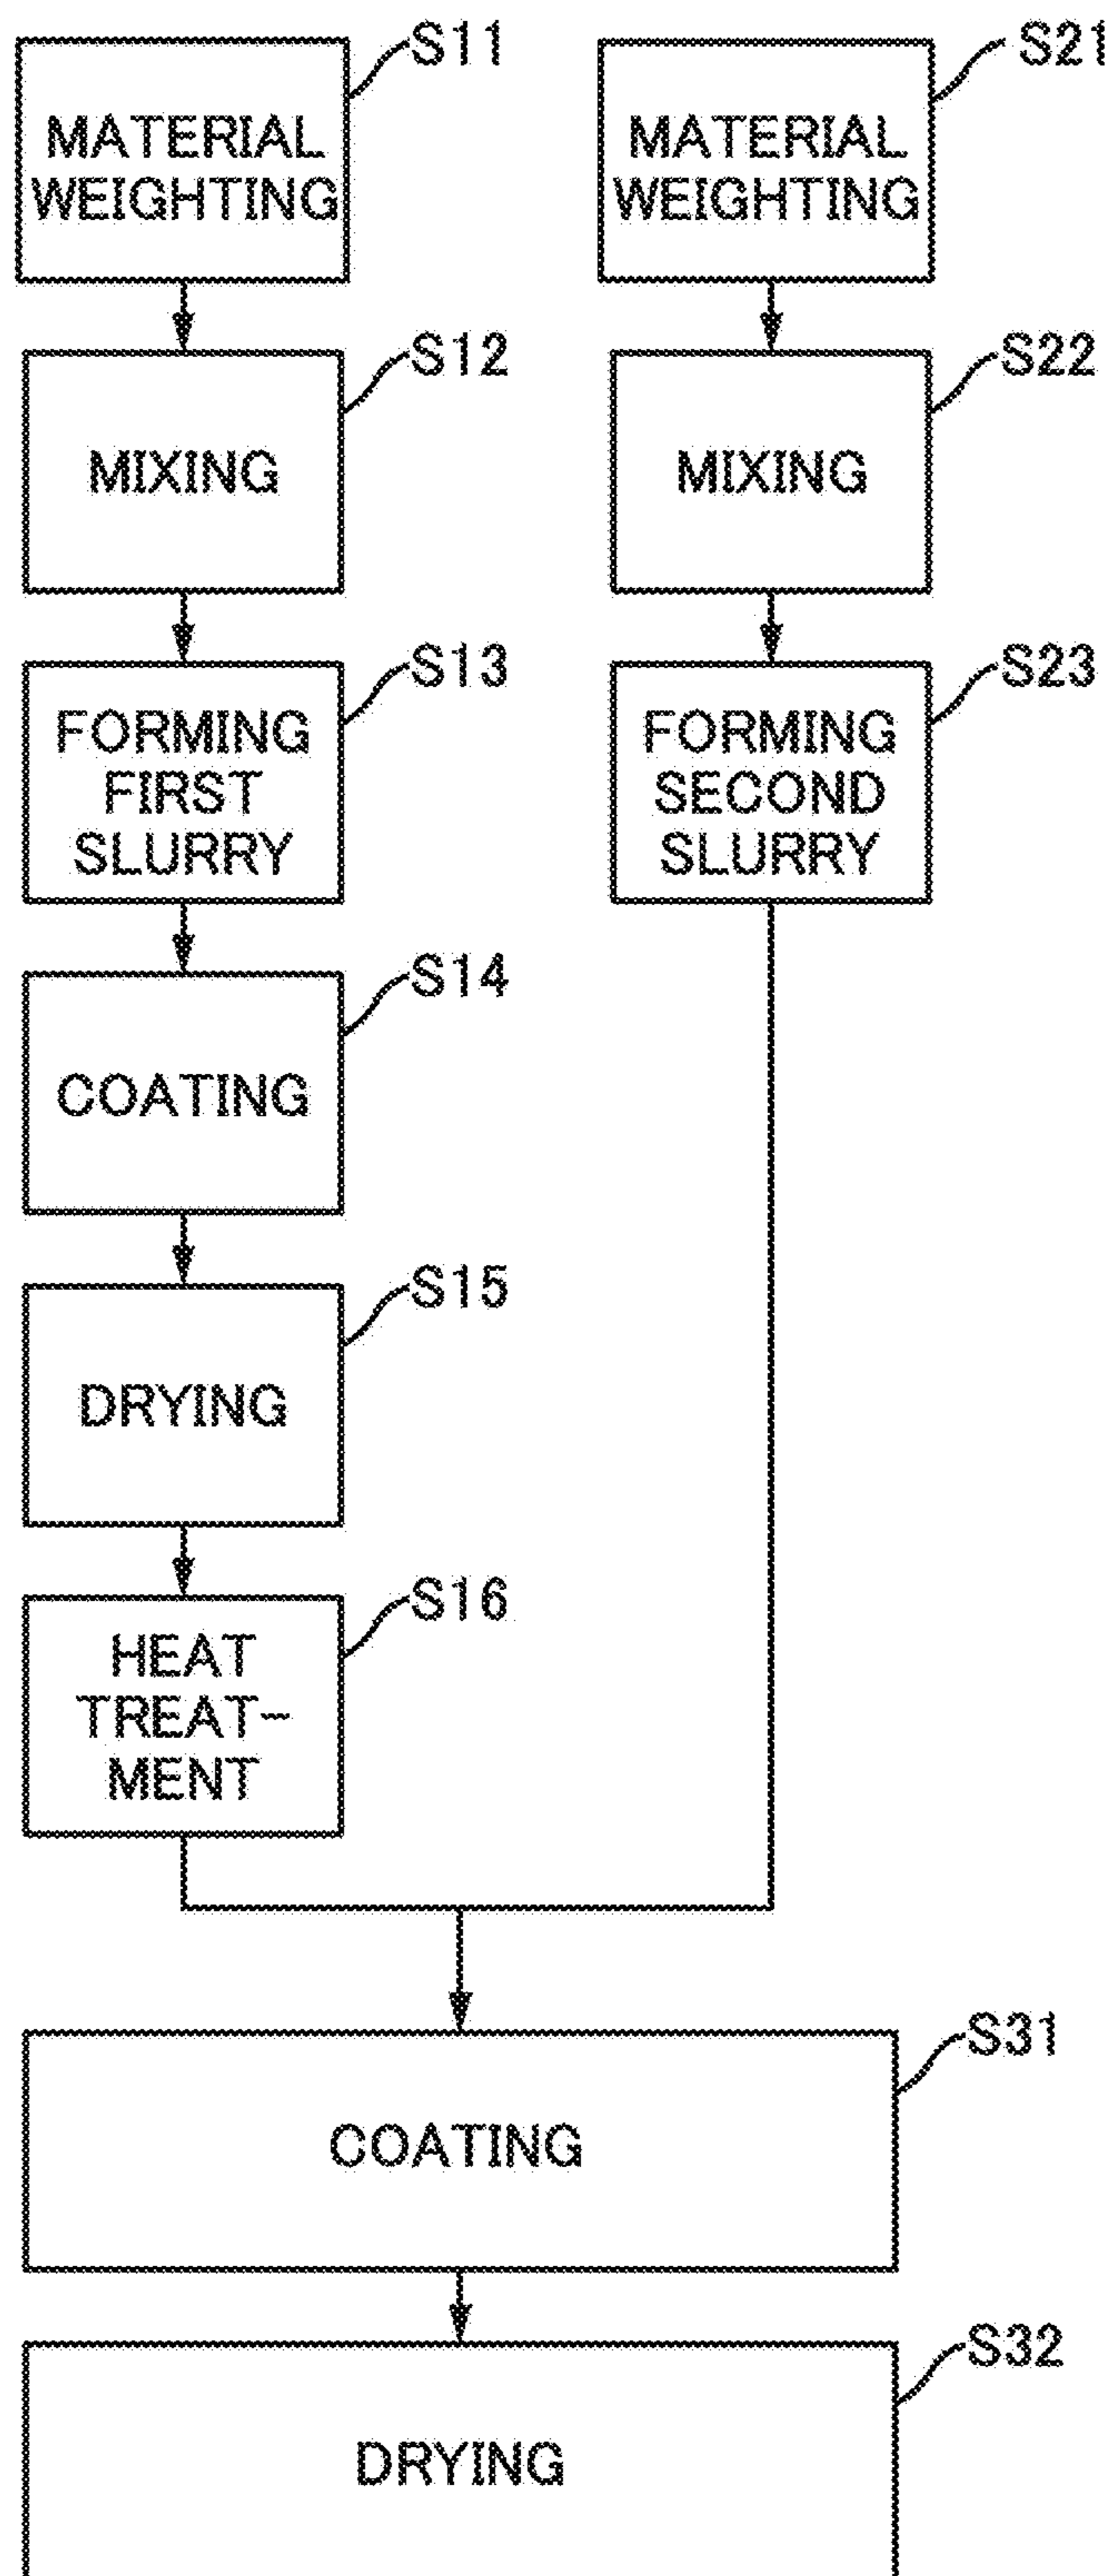 S11
MATERIAL
WEIGHTING
S21
MATERIAL
WEIGHTING
S12
MIXING
S22
MIXING
S13
FORMING
FIRST
SLURRY
S23
FORMING
SECOND
SLURRY
S14
COATING
S15
DRYING
S16
HEAT
TREAT-
MENT
S31
COATING
S32
DRYING